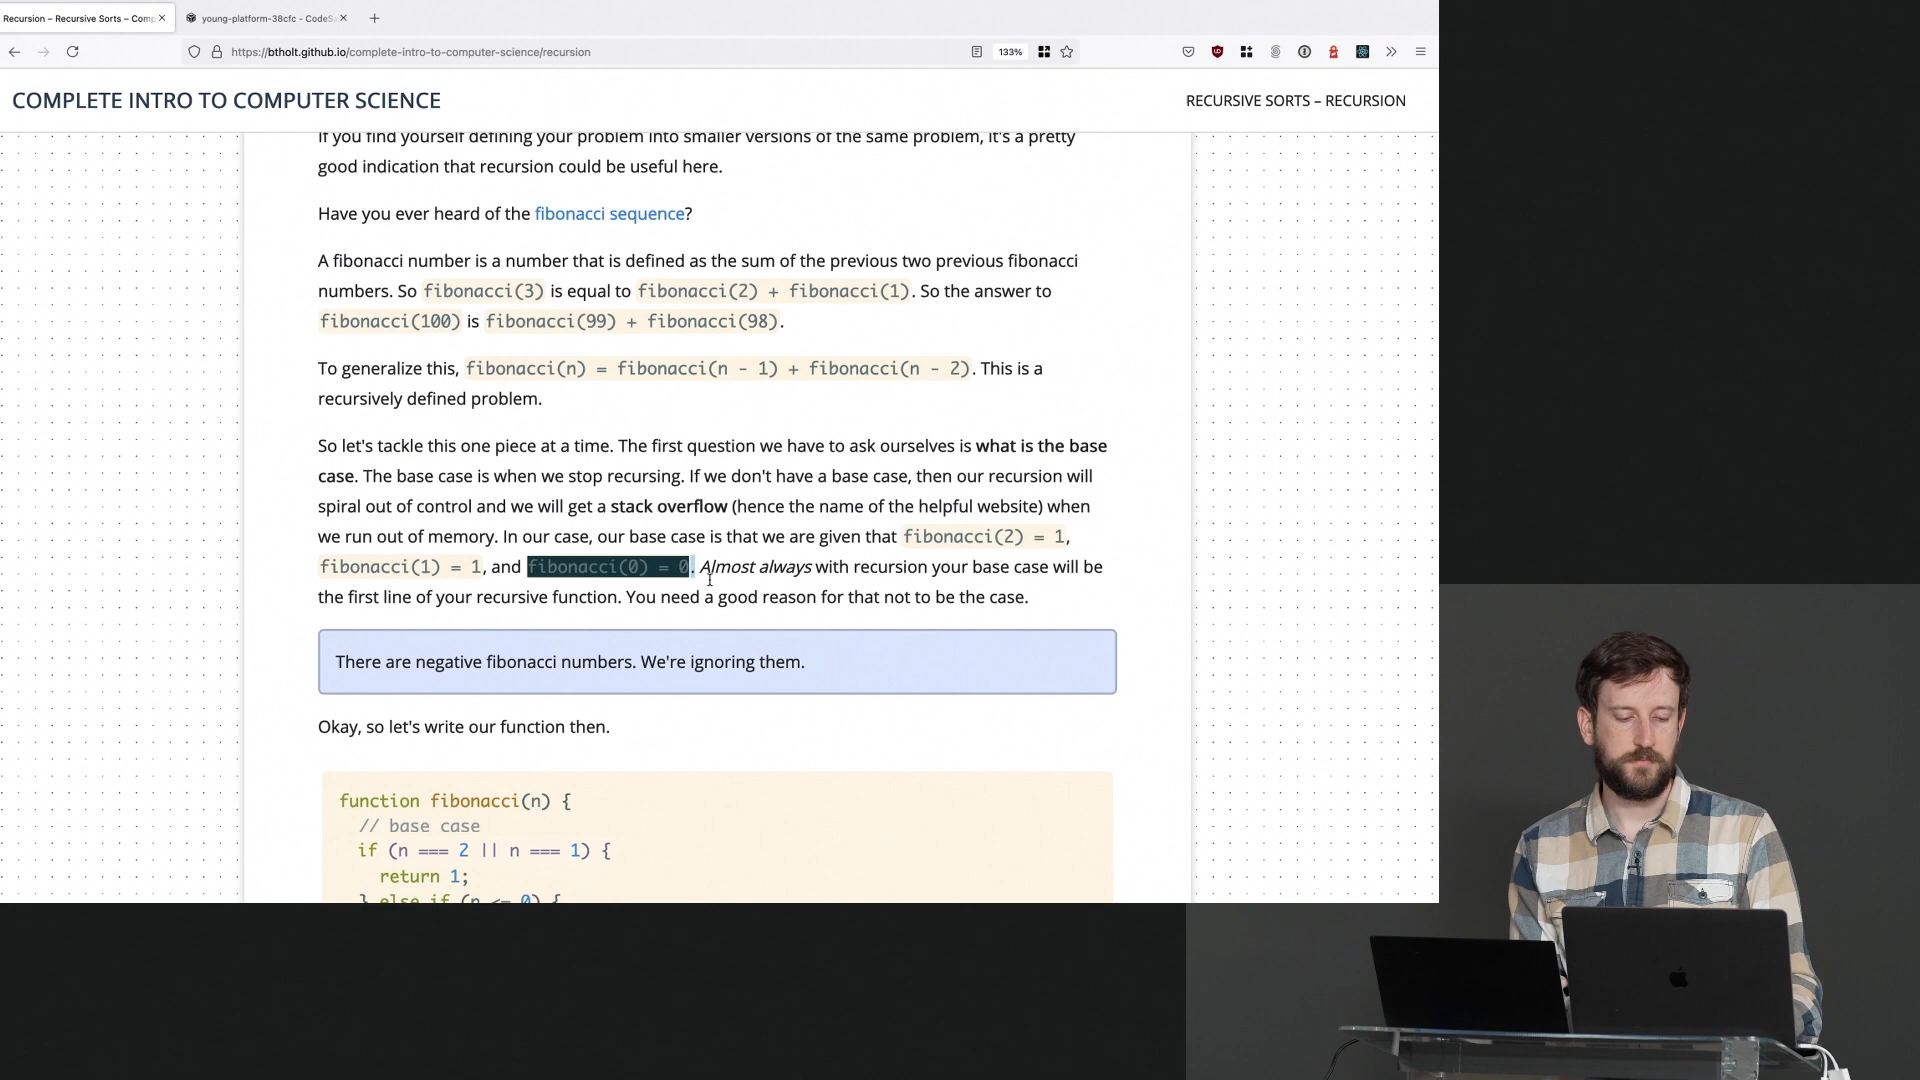 Recursion – Recursive Sorts – Comp
young-platform-38cfc - CodeSa
https://btholt.github.io/complete-intro-to-computer-science/recursion
133%
COMPLETE INTRO TO COMPUTER SCIENCE
RECURSIVE SORTS – RECURSION
If you find yourself defining your problem into smaller versions of the same problem, it's a pretty
good indication that recursion could be useful here.
Have you ever heard of the fibonacci sequence?
A fibonacci number is a number that is defined as the sum of the previous two previous fibonacci
numbers. So fibonacci(3) is equal to fibonacci(2) + fibonacci(1). So the answer to
fibonacci(100) is fibonacci(99) + fibonacci(98).
To generalize this, fibonacci(n) = fibonacci(n - 1) + fibonacci(n - 2). This is a
recursively defined problem.
So let's tackle this one piece at a time. The first question we have to ask ourselves is what is the base
case. The base case is when we stop recursing. If we don't have a base case, then our recursion will
spiral out of control and we will get a stack overflow (hence the name of the helpful website) when
we run out of memory. In our case, our base case is that we are given that fibonacci(2) = 1,
fibonacci(1) = 1, and fibonacci(0) = 0. Almost always with recursion your base case will be
the first line of your recursive function. You need a good reason for that not to be the case.
There are negative fibonacci numbers. We're ignoring them.
Okay, so let's write our function then.
function fibonacci(n) {
// base case
if (n === 2 || n === 1) {
return 1;
} else if (n <= 0) {